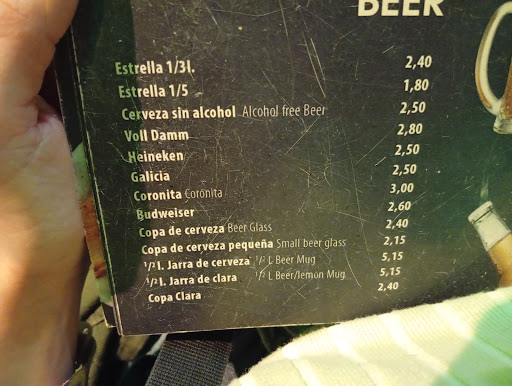 BEER
Estrella 1/3l. 2,40
Estrella 1/5 1,80
Cerveza sin alcohol Alcohol free Beer 2,50
Voll Damm 2,80
Heineken 2,50
Galicia 2,50
Coronita Coronita 3,00
Budweiser 2,60
Copa de cerveza Beer Glass 2,40
Copa de cerveza pequeña Small beer glass 2,15
1/2 l. Jarra de cerveza 1/2 L Beer Mug 5,15
1/2 l. Jarra de clara 1/2 L Beer/lemon Mug 5,15
Copa Clara 2,40